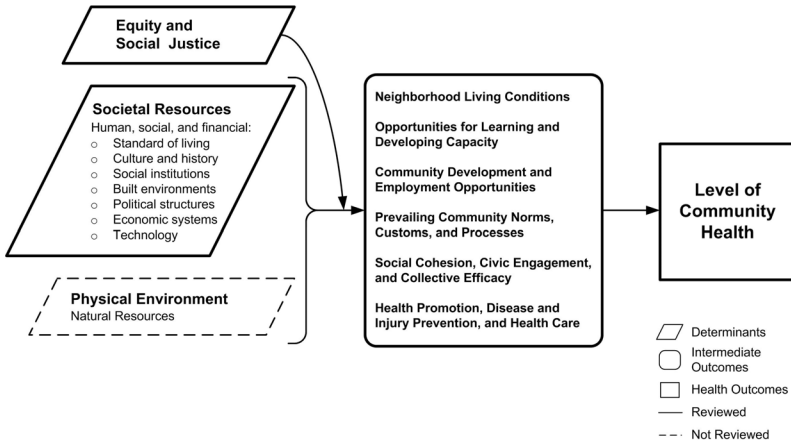 Equity and
Social Justice
Societal Resources
Human, social, and financial:
o Standard of living
o Culture and history
o Social institutions
o Built environments
o Political structures
o Economic systems
o Technology
Physical Environment
Natural Resources
Neighborhood Living Conditions
Opportunities for Learning and
Developing Capacity
Community Development and
Employment Opportunities
Prevailing Community Norms,
Customs, and Processes
Social Cohesion, Civic Engagement,
and Collective Efficacy
Health Promotion, Disease and
Injury Prevention, and Health Care
Level of
Community
Health
Determinants
Intermediate
Outcomes
Health Outcomes
Reviewed
Not Reviewed